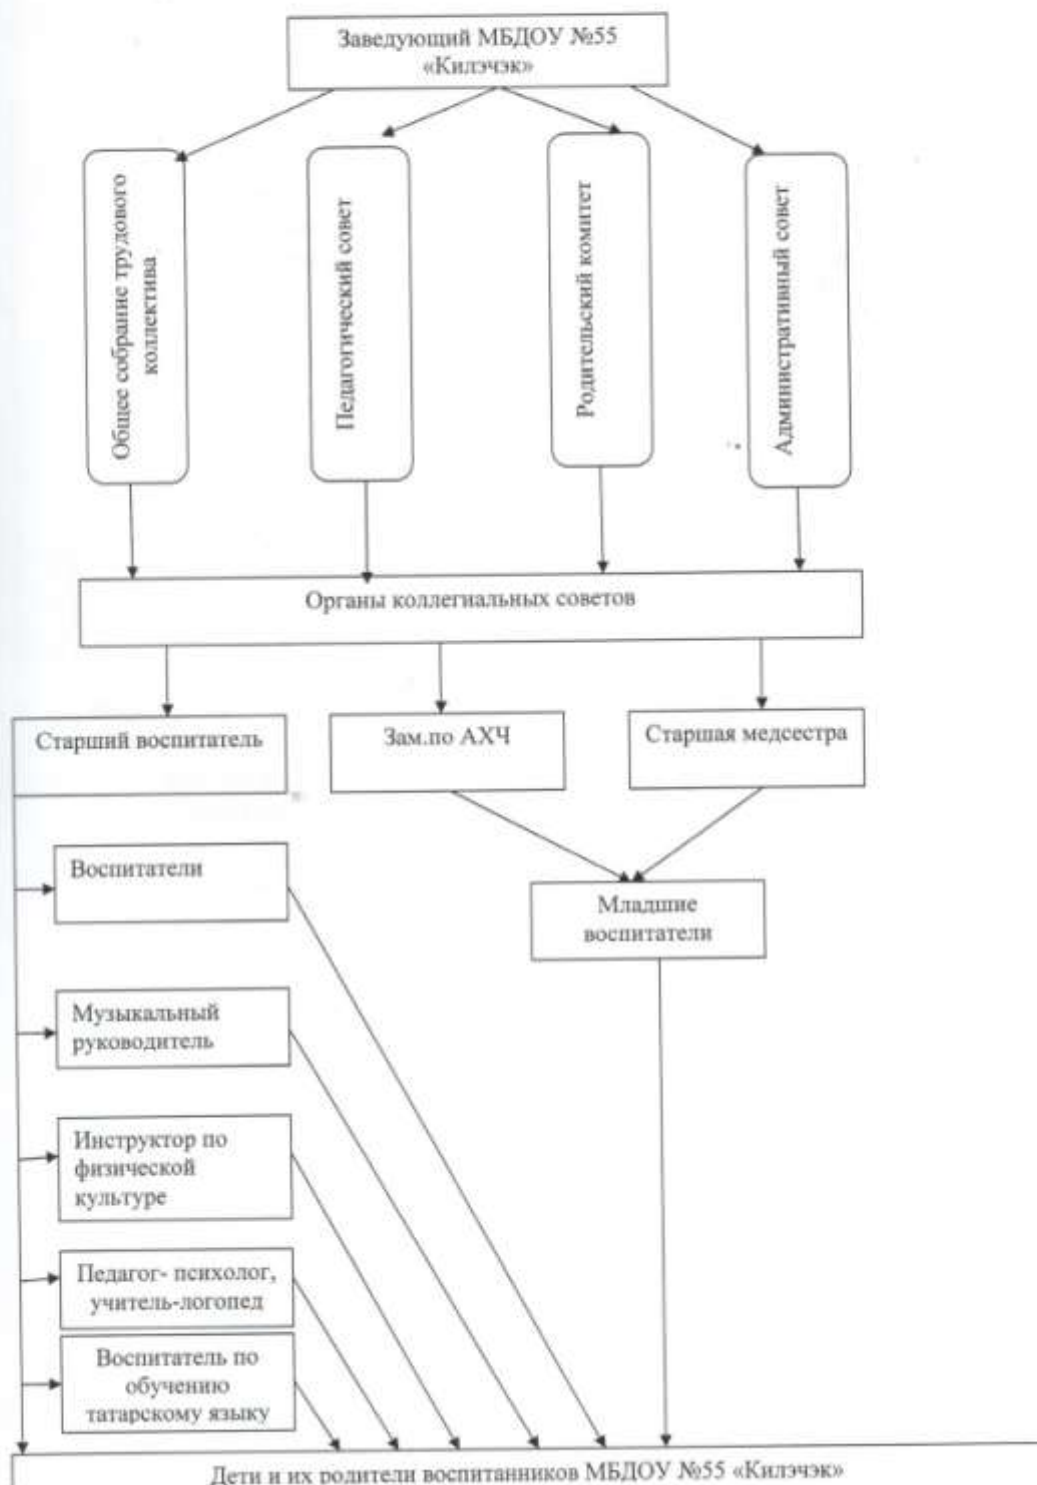 Заведующий МБДОУ №55
«Килэчэк»
Общее собрание трудового
коллектива
Педагогический совет
Родительский комитет
Административный совет
Органы коллегиальных советов
Старший воспитатель
Зам.по АХЧ
Старшая медсестра
Воспитатели
Младшие
воспитатели
Музыкальный
руководитель
Инструктор по
физической
культуре
Педагог- психолог,
учитель-логопед
Воспитатель по
обучению
татарскому языку
Дети и их родители воспитанников МБДОУ №55 «Килэчэк»